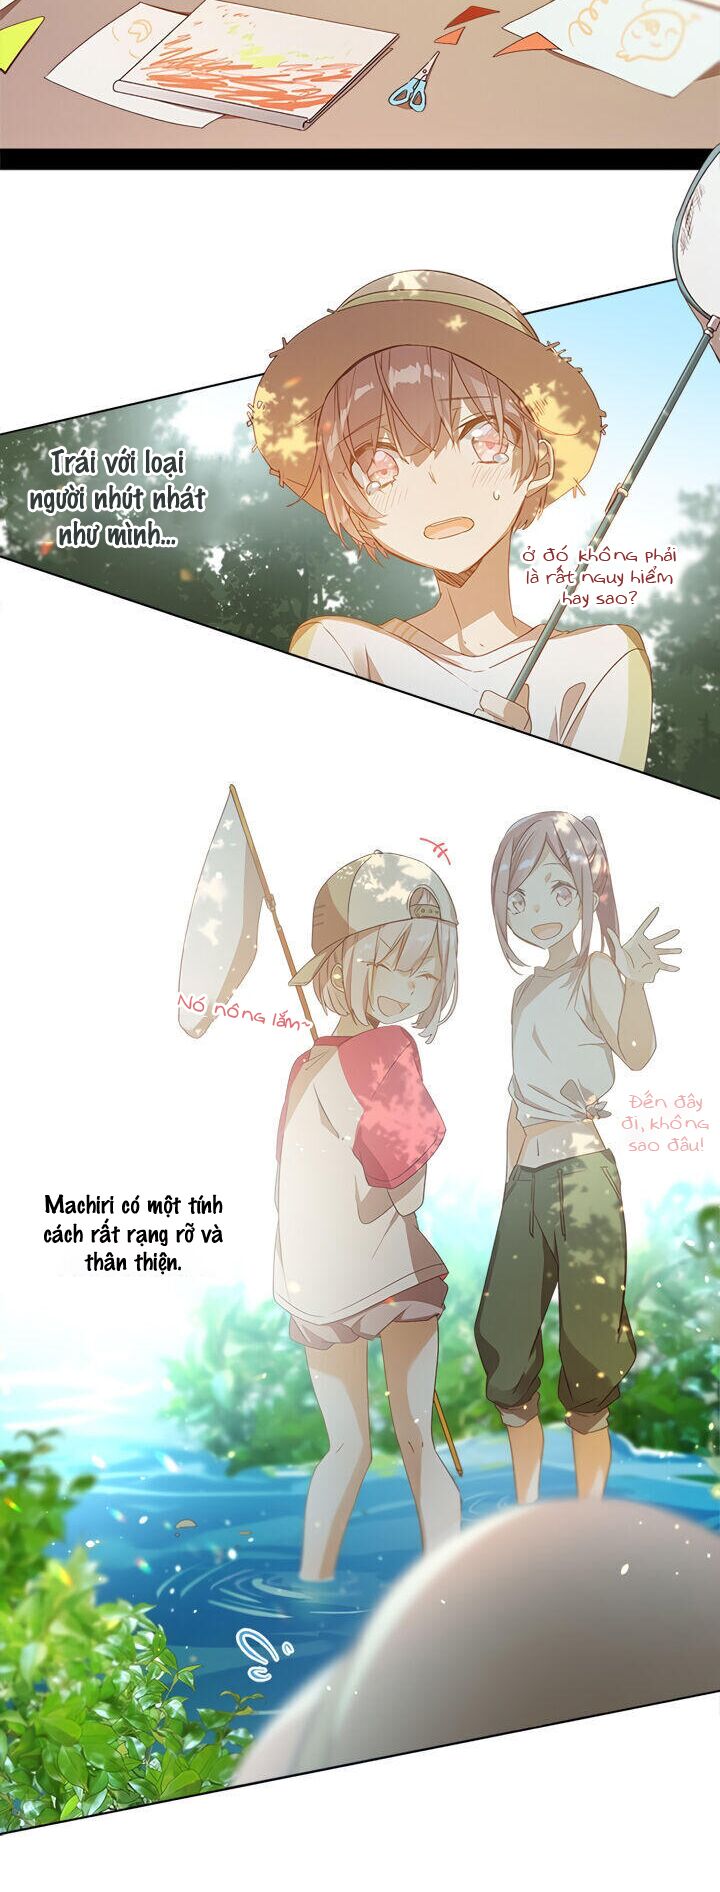 Trái với loại
người nhút nhát
như mình...
ở đó không phải
là rất nguy hiểm
hay sao?
Nó nông lắm~
Đến đây
đi, không
sao đâu!
Machiri có một tính
cách rất rạng rỡ và
thân thiện.